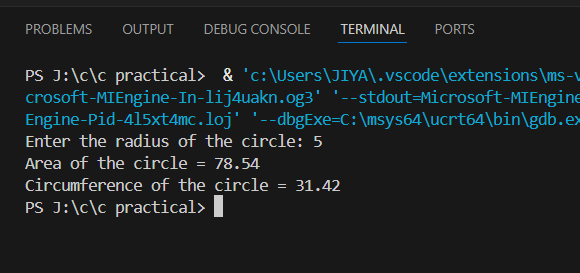 PROBLEMS OUTPUT DEBUG CONSOLE TERMINAL PORTS
PS J:\c\c practical>  & 'c:\Users\JIYA\.vscode\extensions\ms-v
crosoft-MIEngine-In-lij4uakn.og3' '--stdout=Microsoft-MIEngine
Engine-Pid-4l5xt4mc.loj' '--dbgExe=C:\msys64\ucrt64\bin\gdb.ex
Enter the radius of the circle: 5
Area of the circle = 78.54
Circumference of the circle = 31.42
PS J:\c\c practical>